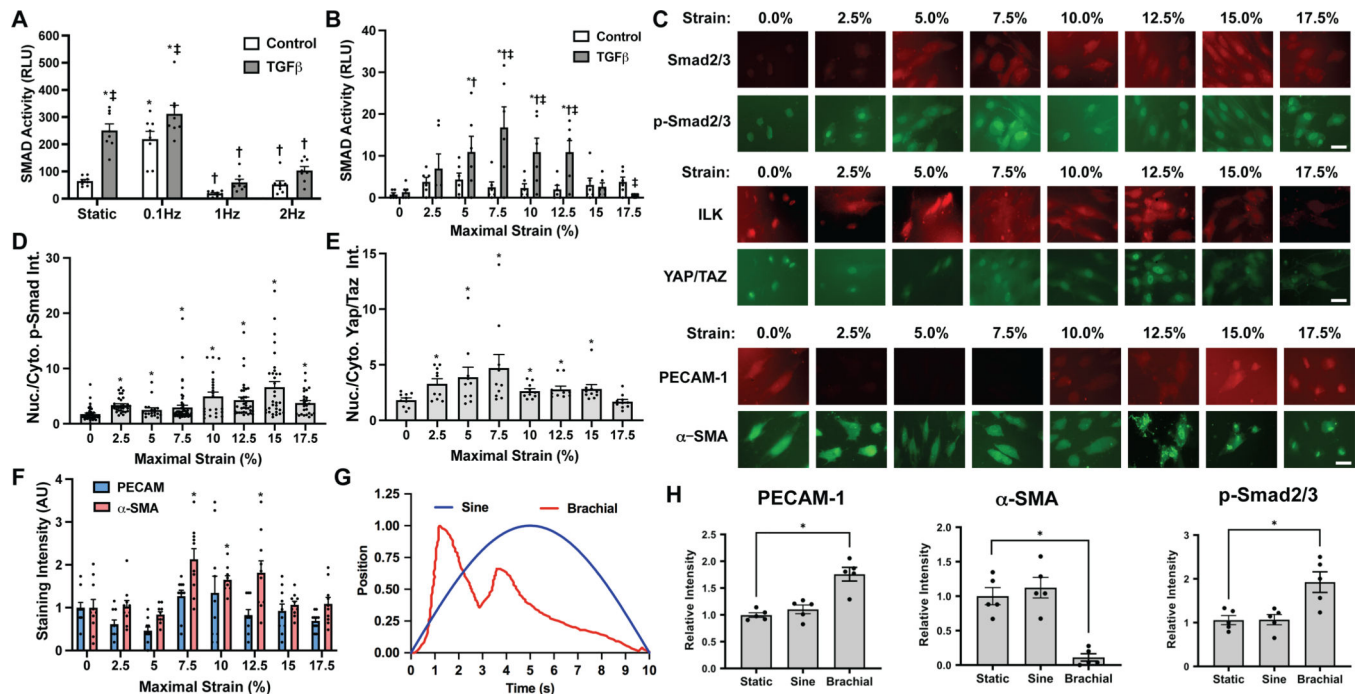 A
SMAD Activity (RLU)
600
500
400
300
200
100
0
Control
TGFβ
*‡
*
*‡
†
†
†
†
Static 0.1Hz 1Hz 2Hz
B
SMAD Activity (RLU)
40
30
20
10
0
Control
TGFβ
*†
*†‡
*†‡
*†‡
‡
0 2.5 5 7.5 10 12.5 15 17.5
Maximal Strain (%)
C
Strain: 0.0% 2.5% 5.0% 7.5% 10.0% 12.5% 15.0% 17.5%
Smad2/3
p-Smad2/3
Strain: 0.0% 2.5% 5.0% 7.5% 10.0% 12.5% 15.0% 17.5%
ILK
YAP/TAZ
Strain: 0.0% 2.5% 5.0% 7.5% 10.0% 12.5% 15.0% 17.5%
PECAM-1
α-SMA
D
Nuc./Cyto. p-Smad Int.
30
20
10
0
* * * * * * *
0 2.5 5 7.5 10 12.5 15 17.5
Maximal Strain (%)
E
Nuc./Cyto. Yap/Taz Int.
15
10
5
0
* * * * * *
0 2.5 5 7.5 10 12.5 15 17.5
Maximal Strain (%)
F
Staining Intensity (AU)
4
3
2
1
0
PECAM
α-SMA
* * *
0 2.5 5 7.5 10 12.5 15 17.5
Maximal Strain (%)
G
Sine Brachial
Position
1.25
1.00
0.75
0.50
0.25
0.00
0 1 2 3 4 5 6 7 8 9 10
Time (s)
H
PECAM-1
Relative Intensity
2.5
2.0
1.5
1.0
0.5
0.0
*
Static Sine Brachial
α-SMA
Relative Intensity
2.0
1.5
1.0
0.5
0.0
*
Static Sine Brachial
p-Smad2/3
Relative Intensity
4
3
2
1
0
*
Static Sine Brachial